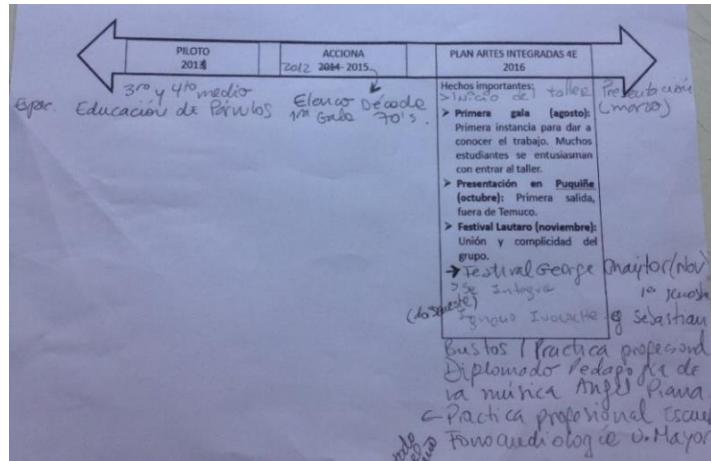 PILOTO
2011
ACCIONA
2012 2014-2015.
PLAN ARTES INTEGRADAS 4E
2016
3ro y 4to medio
Espec. Educación de Párvulos
Elenco Década
1ra Gala 70's.
Hechos importantes:
> Inicio del taller Presentación
(marzo)
➤ Primera gala (agosto):
Primera instancia para dar a
conocer el trabajo. Muchos
estudiantes se entusiasman
con entrar al taller.
➤ Presentación en Puquiñe
(octubre): Primera salida,
fuera de Temuco.
➤ Festival Lautaro (noviembre):
Unión y complicidad del
grupo.
→ Festival George (Nov)
> Se Integra
Sebastian
Bustos / Practica profesional
Diplomado Pedagogía de
la música
Practica profesional Escuela
Fonoaudiología U. Mayor